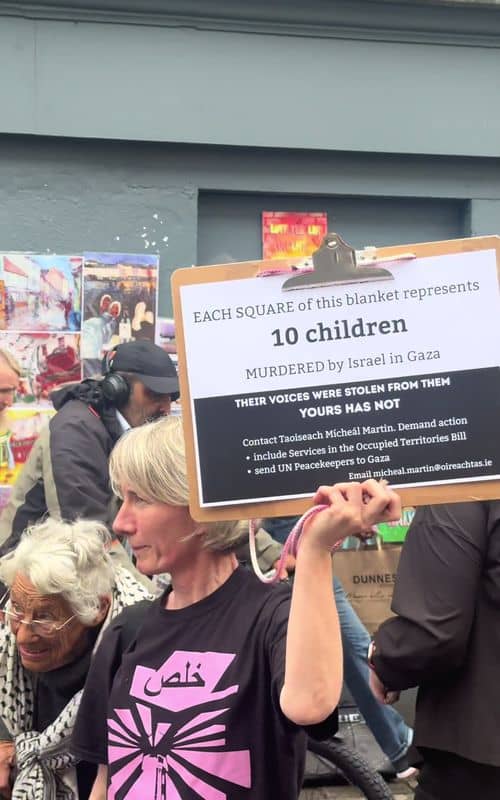 EACH SQUARE of this blanket represents
10 children
MURDERED by Israel in Gaza
THEIR VOICES WERE STOLEN FROM THEM
YOURS HAS NOT
Contact Taoiseach Mícheál Martin. Demand action
• include Services in the Occupied Territories Bill
• send UN Peacekeepers to Gaza
Email micheal.martin@oireachtas.ie
خلص
DUNNES